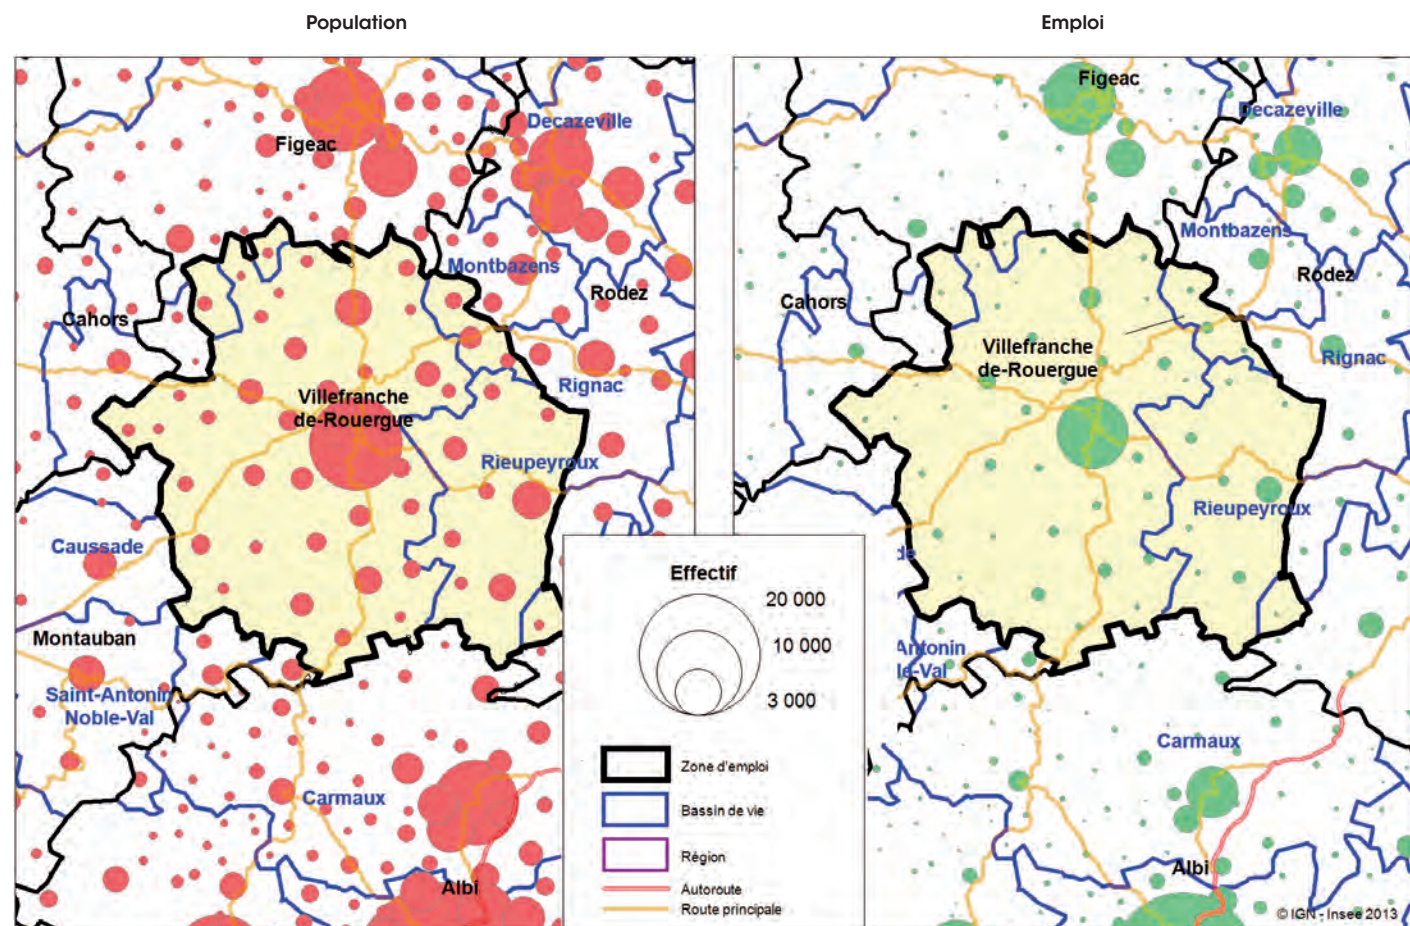 Population
Emploi
Figeac
Decazeville
Montbazens
Rodez
Cahors
Rignac
Villefranche
de-Rouergue
Rieupeyroux
Caussade
Montauban
Saint-Antonin
Noble-Val
Carmaux
Albi
Figeac
Decazeville
Montbazens
Rodez
Cahors
Villefranche
de-Rouergue
Rignac
Rieupeyroux
de
Antonin
le-Val
Carmaux
Albi
Effectif
20 000
10 000
3 000
Zone d'emploi
Bassin de vie
Région
Autoroute
Route principale
© IGN - Insee 2013